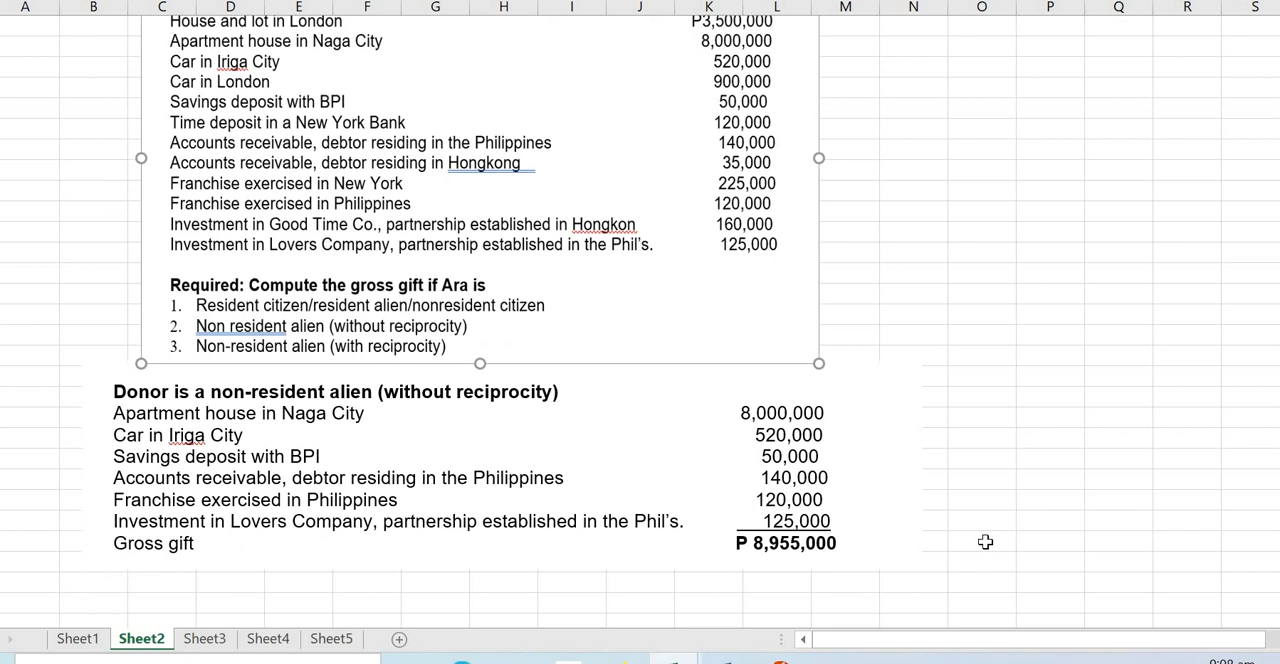 A B C D E F G H I J K L M N O P Q R S
House and lot in London P3,500,000
Apartment house in Naga City 8,000,000
Car in Iriga City 520,000
Car in London 900,000
Savings deposit with BPI 50,000
Time deposit in a New York Bank 120,000
Accounts receivable, debtor residing in the Philippines 140,000
Accounts receivable, debtor residing in Hongkong 35,000
Franchise exercised in New York 225,000
Franchise exercised in Philippines 120,000
Investment in Good Time Co., partnership established in Hongkon 160,000
Investment in Lovers Company, partnership established in the Phil's. 125,000
Required: Compute the gross gift if Ara is
1. Resident citizen/resident alien/nonresident citizen
2. Non resident alien (without reciprocity)
3. Non-resident alien (with reciprocity)
Donor is a non-resident alien (without reciprocity)
Apartment house in Naga City 8,000,000
Car in Iriga City 520,000
Savings deposit with BPI 50,000
Accounts receivable, debtor residing in the Philippines 140,000
Franchise exercised in Philippines 120,000
Investment in Lovers Company, partnership established in the Phil's. 125,000
Gross gift P 8,955,000
Sheet1 Sheet2 Sheet3 Sheet4 Sheet5